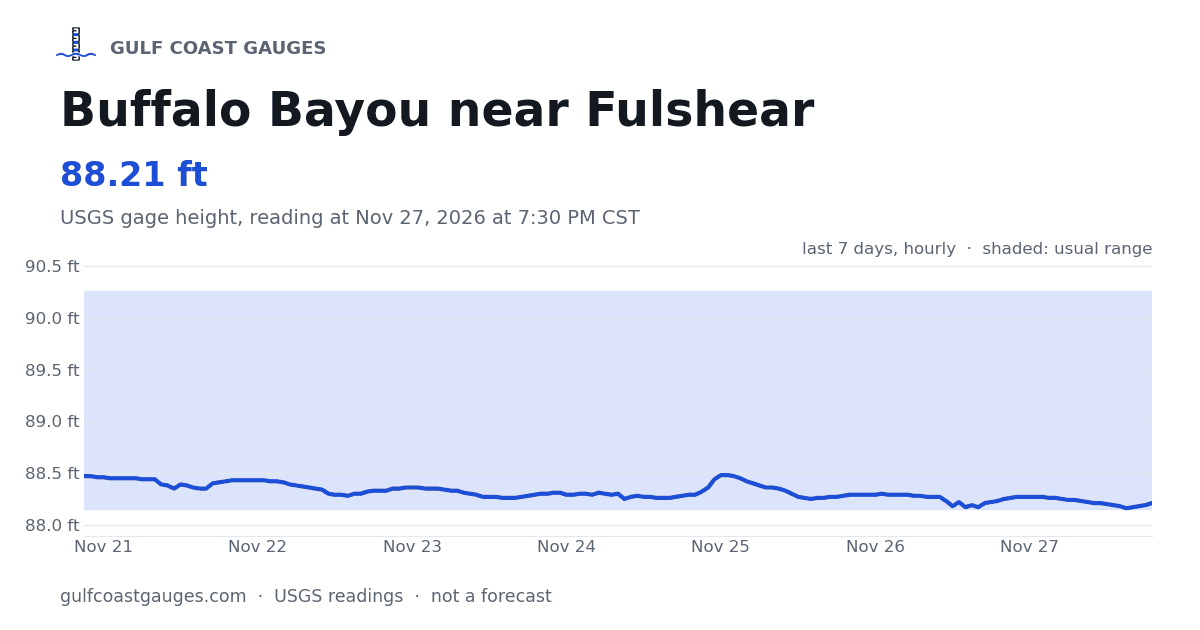 GULF COAST GAUGES
Buffalo Bayou near Fulshear
88.21 ft
USGS gage height, reading at Nov 27, 2026 at 7:30 PM CST
last 7 days, hourly · shaded: usual range
90.5 ft
90.0 ft
89.5 ft
89.0 ft
88.5 ft
88.0 ft
Nov 21 Nov 22 Nov 23 Nov 24 Nov 25 Nov 26 Nov 27
gulfcoastgauges.com · USGS readings · not a forecast